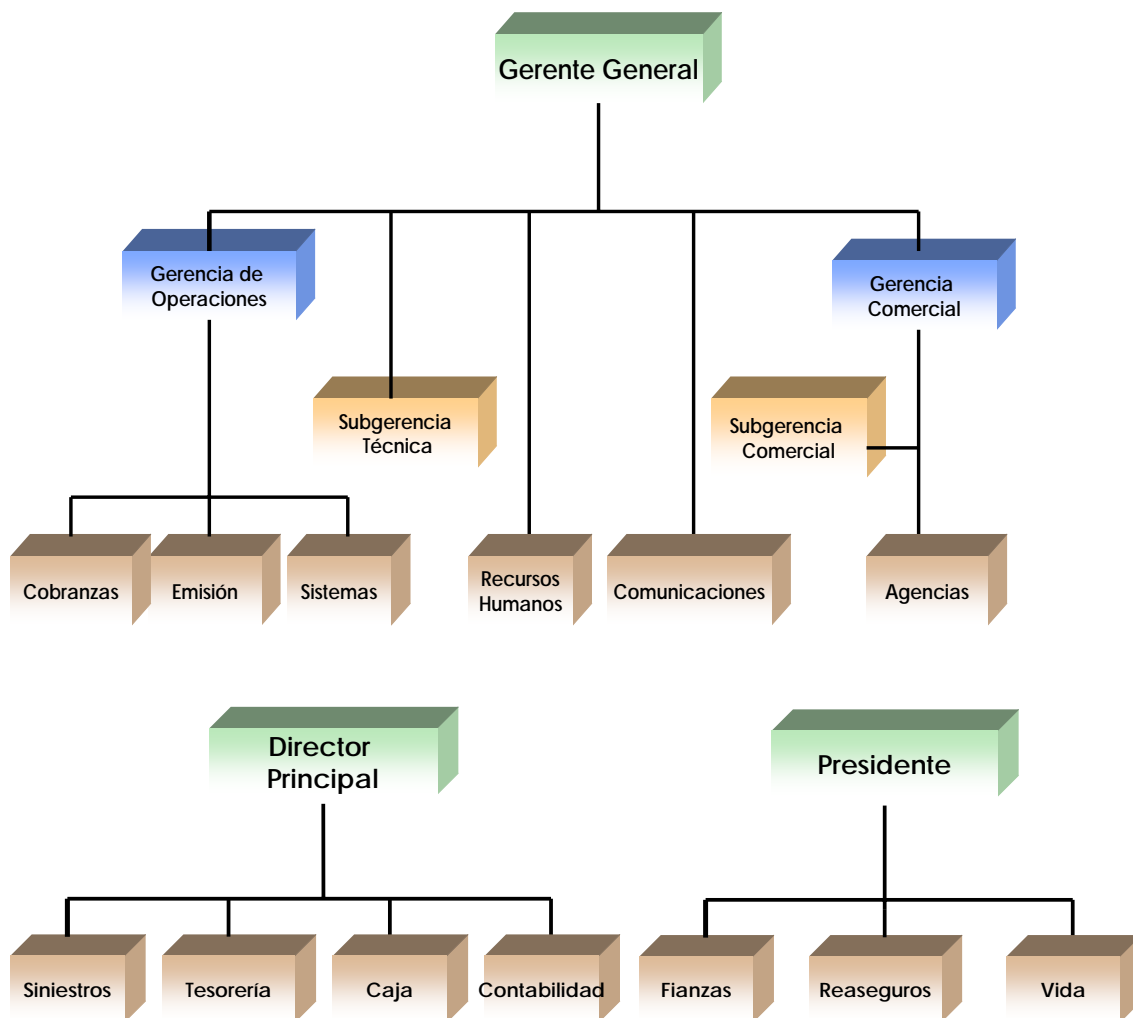 Gerente General
Gerencia de
Operaciones
Gerencia
Comercial
Subgerencia
Técnica
Subgerencia
Comercial
Cobranzas
Emisión
Sistemas
Recursos
Humanos
Comunicaciones
Agencias
Director
Principal
Presidente
Siniestros
Tesorería
Caja
Contabilidad
Fianzas
Reaseguros
Vida